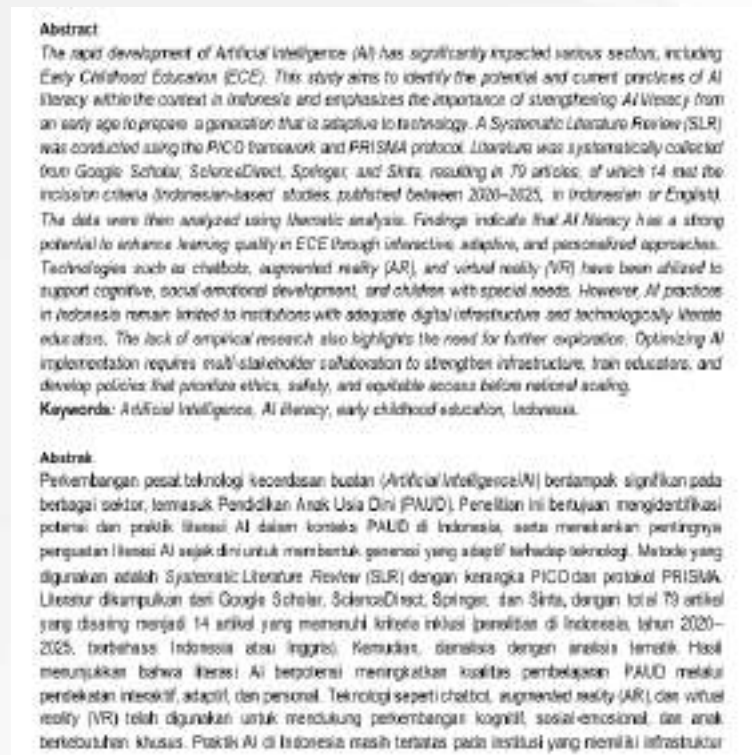 Abstract
The rapid development of Artificial Intelligence (AI) has significantly impacted various sectors, including
Early Childhood Education (ECE). This study aims to identify the potential and current practices of AI
literacy within the context in Indonesia and emphasizes the importance of strengthening AI literacy from
an early age to prepare a generation that is adaptive to technology. A Systematic Literature Review (SLR)
was conducted using the PICO framework and PRISMA protocol. Literature was systematically collected
from Google Scholar, ScienceDirect, Springer, and Sinta, resulting in 79 articles, of which 14 met the
inclusion criteria (Indonesian-based studies, published between 2020–2025, in Indonesian or English).
The data were then analyzed using thematic analysis. Findings indicate that AI literacy has a strong
potential to enhance learning quality in ECE through interactive, adaptive, and personalized approaches.
Technologies such as chatbots, augmented reality (AR), and virtual reality (VR) have been utilized to
support cognitive, social-emotional development, and children with special needs. However, AI practices
in Indonesia remain limited to institutions with adequate digital infrastructure and technologically literate
educators. The lack of empirical research also highlights the need for further exploration. Optimizing AI
implementation requires multi-stakeholder collaboration to strengthen infrastructure, train educators, and
develop policies that prioritize ethics, safety, and equitable access before national scaling.
Keywords: Artificial Intelligence, AI literacy, early childhood education, Indonesia.
Abstrak
Perkembangan pesat teknologi kecerdasan buatan (Artificial Intelligence/AI) berdampak signifikan pada
berbagai sektor, termasuk Pendidikan Anak Usia Dini (PAUD). Penelitian ini bertujuan mengidentifikasi
potensi dan praktik literasi AI dalam konteks PAUD di Indonesia, serta menekankan pentingnya
penguatan literasi AI sejak dini untuk membentuk generasi yang adaptif terhadap teknologi. Metode yang
digunakan adalah Systematic Literature Review (SLR) dengan kerangka PICO dan protokol PRISMA.
Literatur dikumpulkan dari Google Scholar, ScienceDirect, Springer, dan Sinta, dengan total 79 artikel
yang disaring menjadi 14 artikel yang memenuhi kriteria inklusi (penelitian di Indonesia, tahun 2020–
2025, berbahasa Indonesia atau Inggris). Kemudian, dianalisis dengan analisis tematik. Hasil
menunjukkan bahwa literasi AI berpotensi meningkatkan kualitas pembelajaran PAUD melalui
pendekatan interaktif, adaptif, dan personal. Teknologi seperti chatbot, augmented reality (AR), dan virtual
reality (VR) telah digunakan untuk mendukung perkembangan kognitif, sosial-emosional, dan anak
berkebutuhan khusus. Praktik AI di Indonesia masih terbatas pada institusi yang memiliki infrastruktur